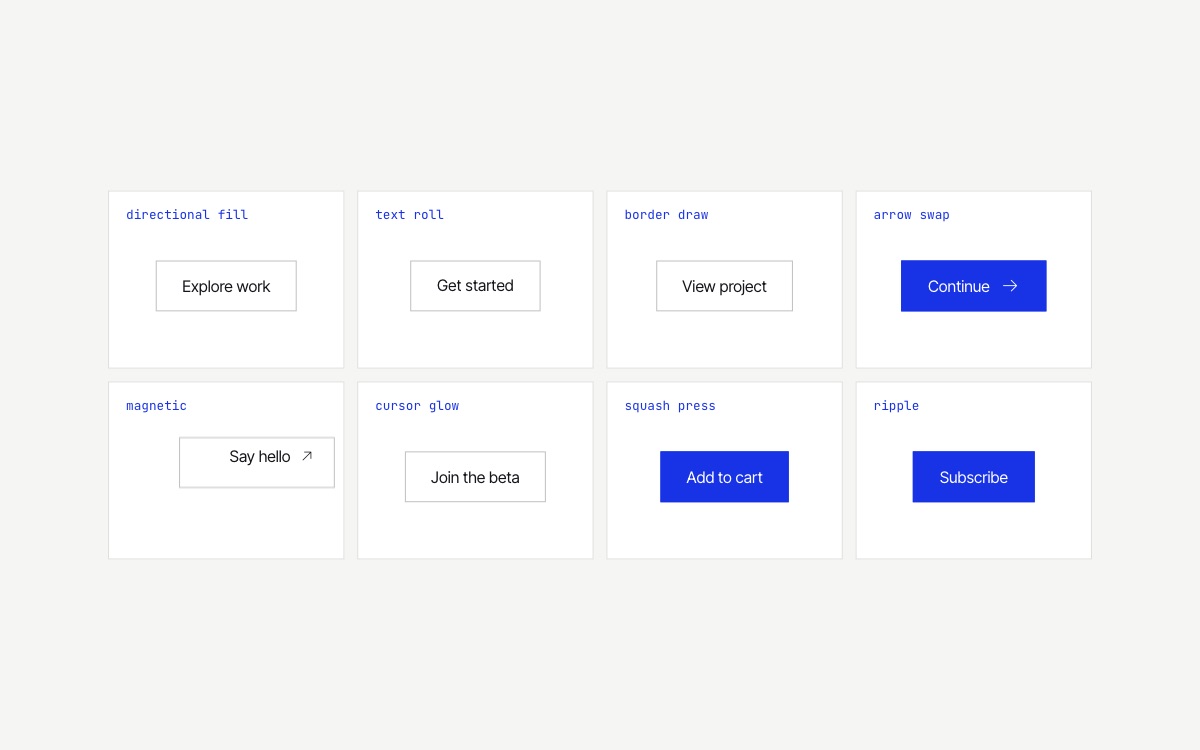 directional fill
Explore work
text roll
Get started
border draw
View project
arrow swap
Continue →
magnetic
Say hello ↗
cursor glow
Join the beta
squash press
Add to cart
ripple
Subscribe